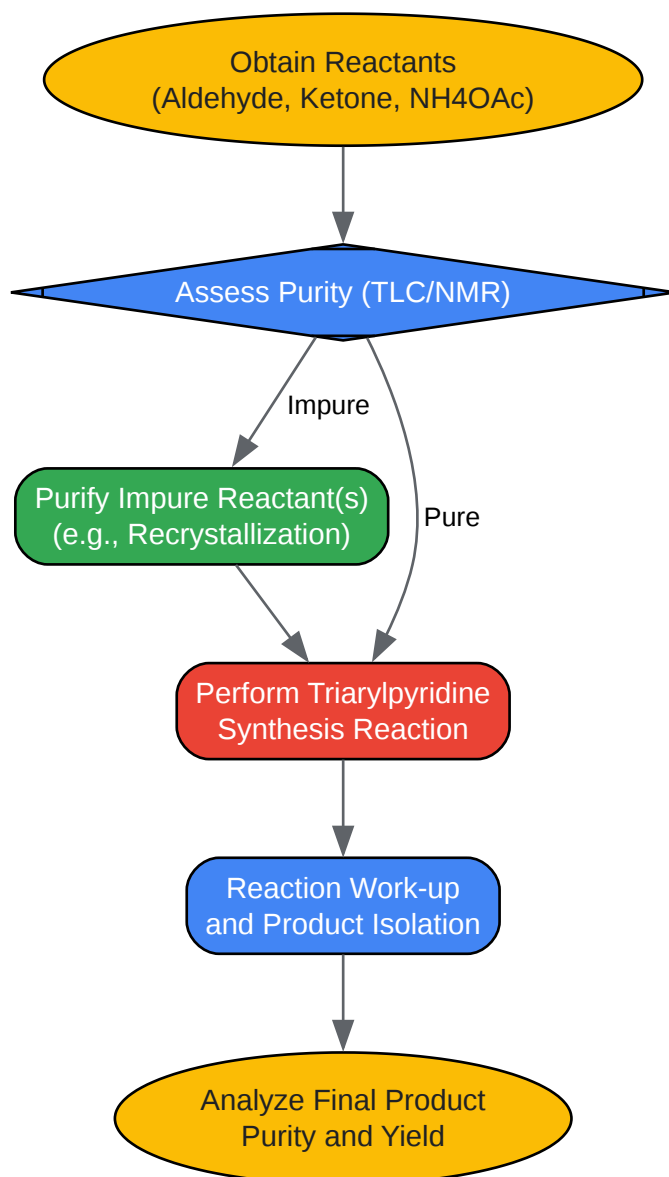 Obtain Reactants
(Aldehyde, Ketone, NH4OAc)
Assess Purity (TLC/NMR)
Impure
Purify Impure Reactant(s)
(e.g., Recrystallization)
Pure
Perform Triarylpyridine
Synthesis Reaction
Reaction Work-up
and Product Isolation
Analyze Final Product
Purity and Yield